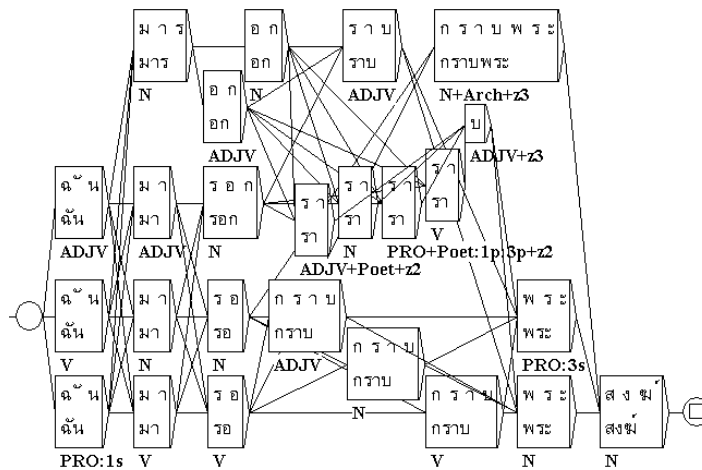 ม า ร
มาร
N
อ ก
อก
N
ร า บ
ราบ
ADJV
ก ร า บ พ ร ะ
กราบพระ
N+Arch+z3
อ ก
อก
ADJV
บ
ADJV+z3
ฉ ั น
ฉัน
ADJV
ม า
มา
ADJV
ร อ ก
รอก
N
ร า
รา
ADJV+Poet+z2
ร า
รา
N
ร า
รา
PRO+Poet:1p:3p+z2
ร า
รา
V
ฉ ั น
ฉัน
V
ม า
มา
N
ร อ
รอ
N
ก ร า บ
กราบ
ADJV
ก ร า บ
กราบ
N
พ ร ะ
พระ
PRO:3s
ฉ ั น
ฉัน
PRO:1s
ม า
มา
V
ร อ
รอ
V
ก ร า บ
กราบ
V
พ ร ะ
พระ
N
ส ง ฆ ์
สงฆ์
N